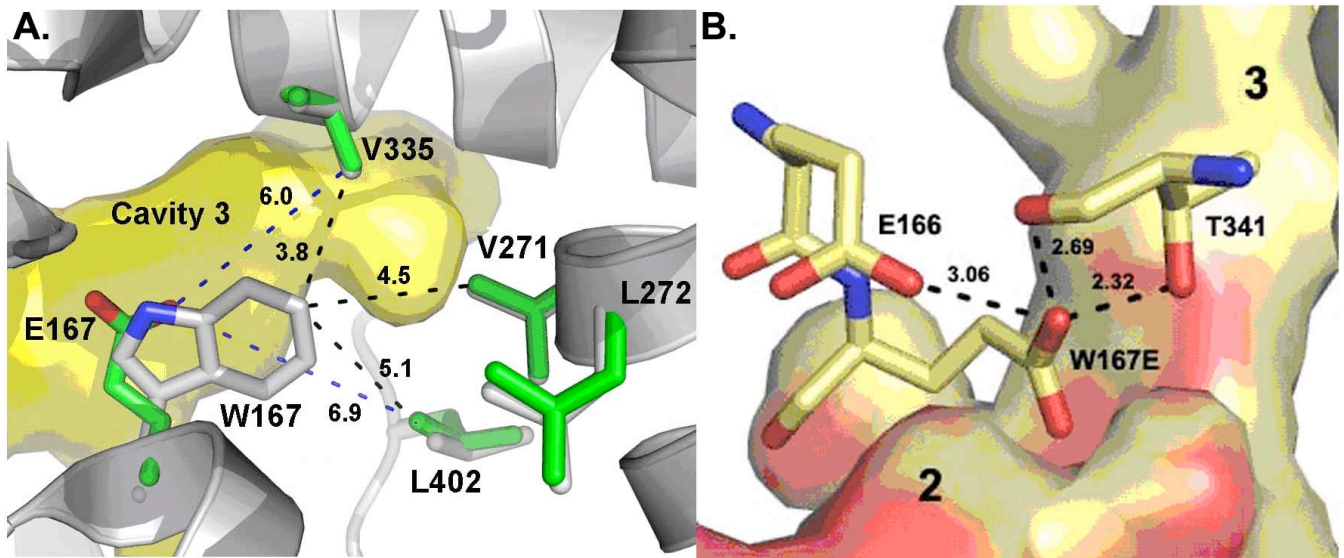 A.
V335
6.0
Cavity 3
3.8
V271
4.5
L272
E167
5.1
W167
6.9
L402
B.
3
E166
T341
2.69
3.06
2.32
W167E
2